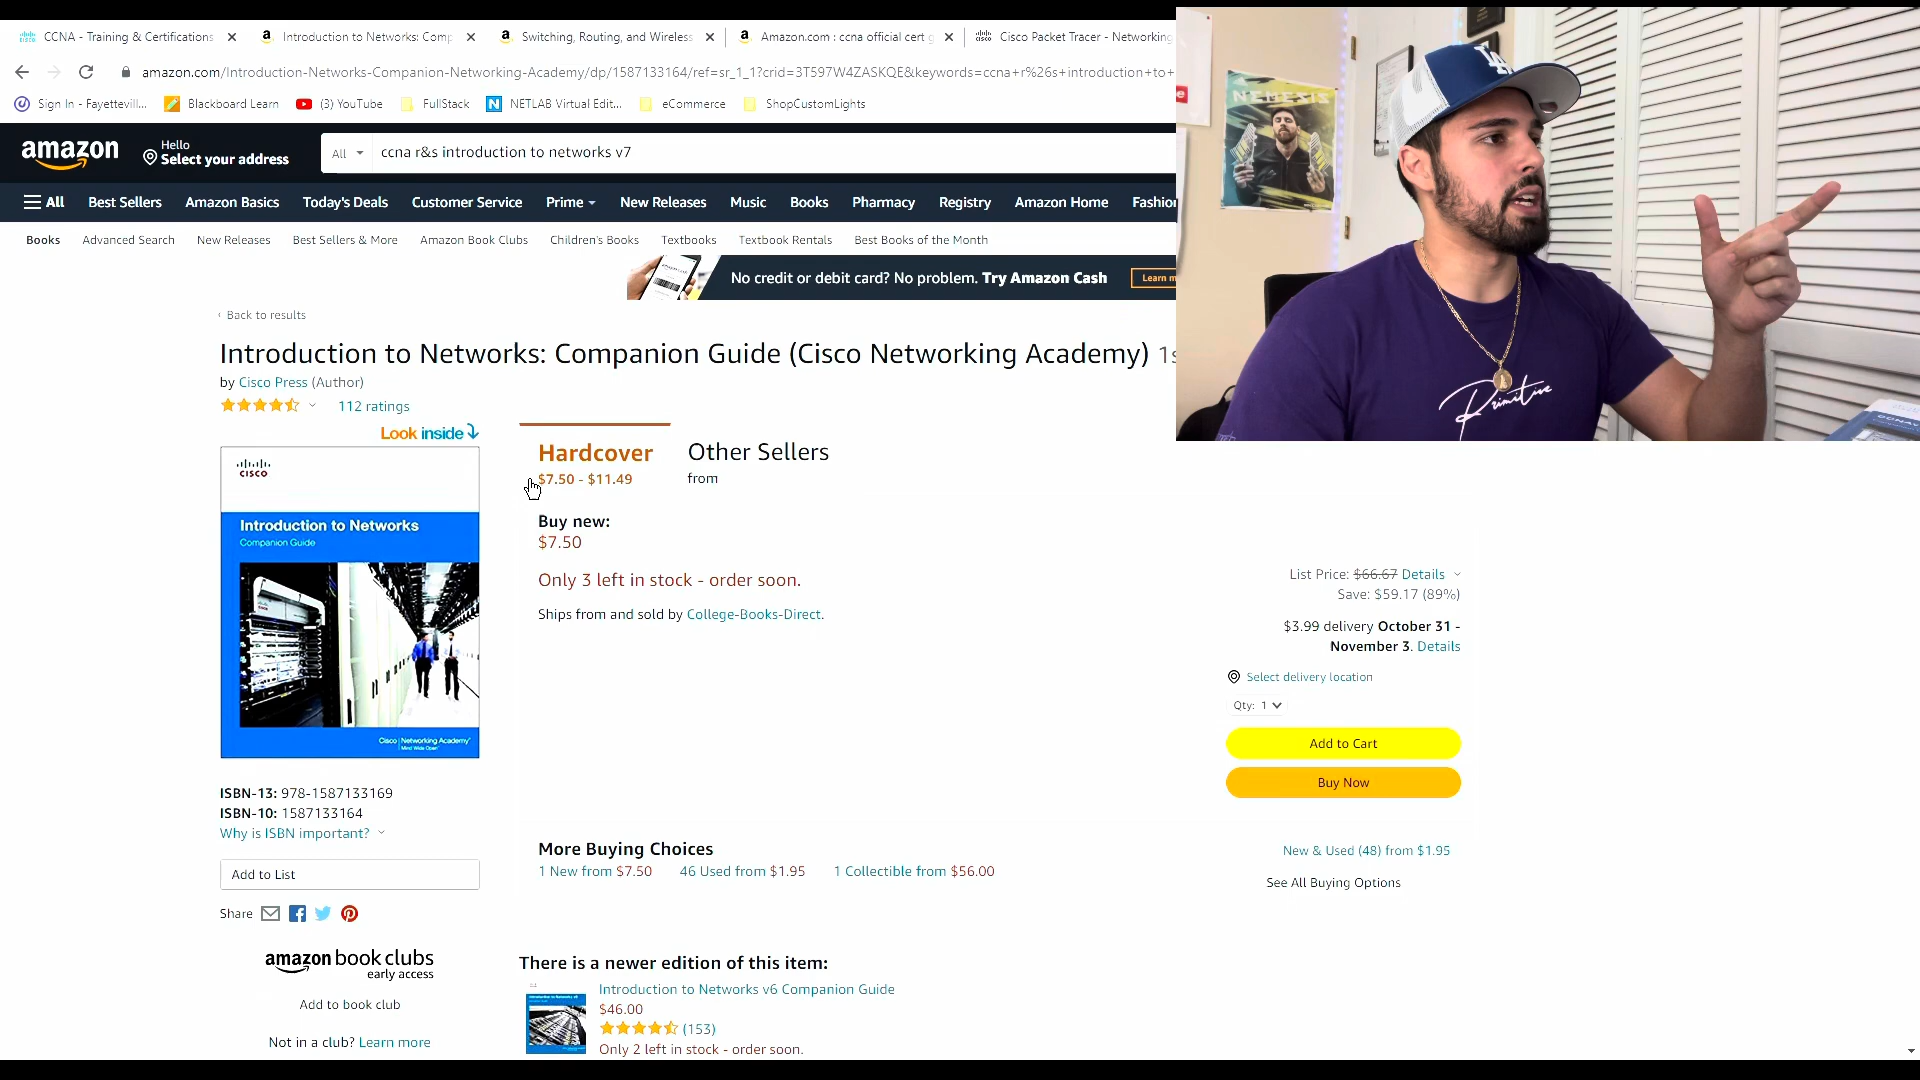 CCNA - Training & Certifications
Introduction to Networks: Comp
Switching, Routing, and Wireless
Amazon.com : ccna official cert g
Cisco Packet Tracer - Networking
amazon.com/Introduction-Networks-Companion-Networking-Academy/dp/1587133164/ref=sr_1_1?crid=3T597W4ZASKQE&keywords=ccna+r%26s+introduction+to+
Sign In - Fayettevill...
Blackboard Learn
(3) YouTube
FullStack
NETLAB Virtual Edit...
eCommerce
ShopCustomLights
amazon
Hello
Select your address
All
ccna r&s introduction to networks v7
All
Best Sellers
Amazon Basics
Today's Deals
Customer Service
Prime
New Releases
Music
Books
Pharmacy
Registry
Amazon Home
Fashion
Books
Advanced Search
New Releases
Best Sellers & More
Amazon Book Clubs
Children's Books
Textbooks
Textbook Rentals
Best Books of the Month
No credit or debit card? No problem. Try Amazon Cash
Learn m
‹ Back to results
Introduction to Networks: Companion Guide (Cisco Networking Academy) 1s
by Cisco Press (Author)
112 ratings
Look inside
CISCO
Introduction to Networks
Companion Guide
Cisco | Networking Academy
Mind Wide Open
Hardcover
$7.50 - $11.49
Other Sellers
from
Buy new:
$7.50
Only 3 left in stock - order soon.
Ships from and sold by College-Books-Direct.
List Price: $66.67 Details
Save: $59.17 (89%)
$3.99 delivery October 31 -
November 3. Details
Select delivery location
Qty: 1
Add to Cart
Buy Now
New & Used (48) from $1.95
See All Buying Options
ISBN-13: 978-1587133169
ISBN-10: 1587133164
Why is ISBN important?
Add to List
Share
More Buying Choices
1 New from $7.50
46 Used from $1.95
1 Collectible from $56.00
amazon book clubs
early access
Add to book club
Not in a club? Learn more
There is a newer edition of this item:
Introduction to Networks v6 Companion Guide
$46.00
(153)
Only 2 left in stock - order soon.
NEMESIS
LA
Primitive